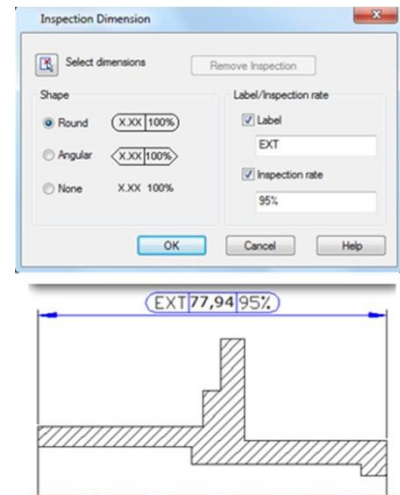 Inspection Dimension
Select dimensions
Remove Inspection
Shape
Label/Inspection rate
Round
X.XX 100%
Label
EXT
Angular
X.XX 100%
Inspection rate
None
X.XX 100%
95%
OK
Cancel
Help
EXT 77,94 95%